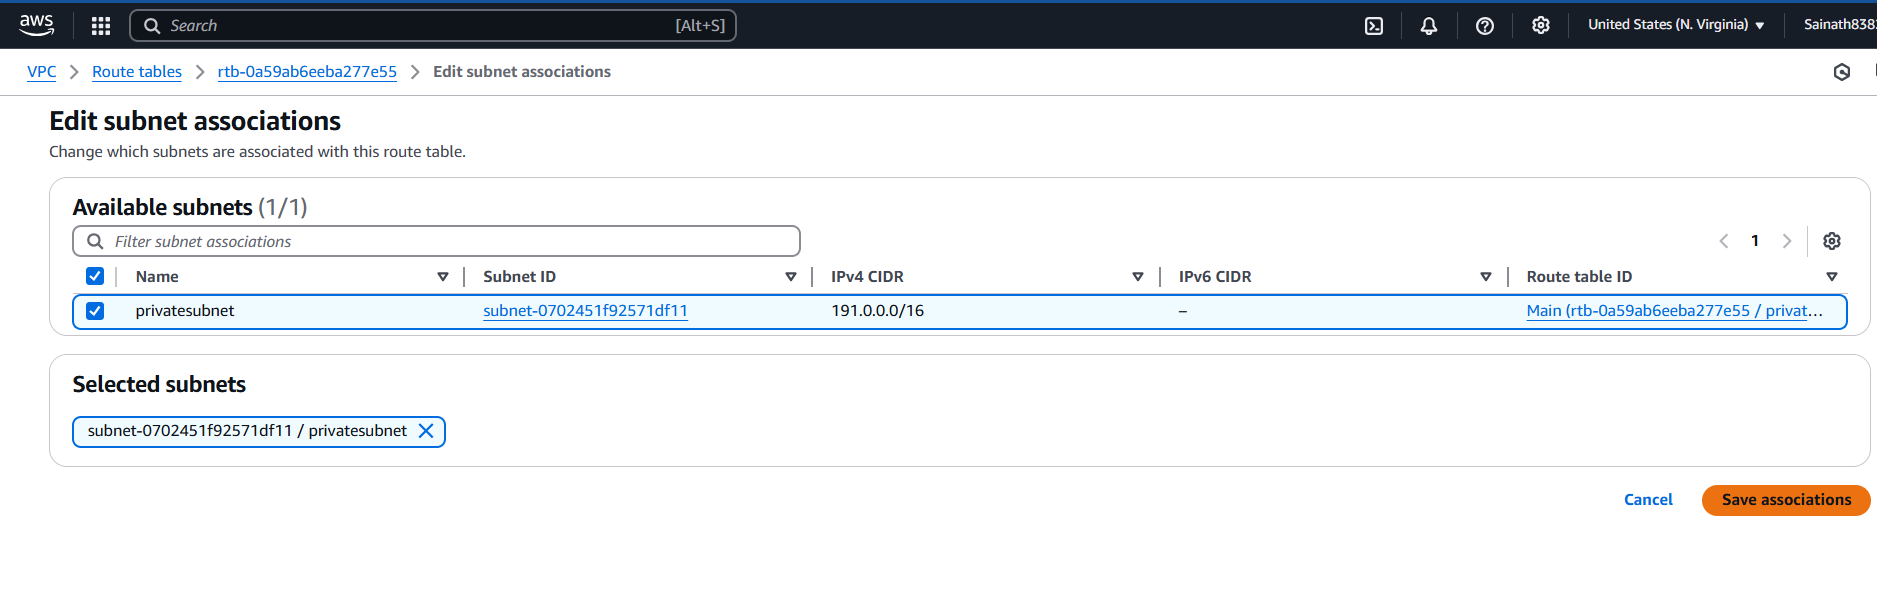 aws
Search [Alt+S]
United States (N. Virginia)
Sainath838
VPC
Route tables
rtb-0a59ab6eeba277e55
Edit subnet associations
Edit subnet associations
Change which subnets are associated with this route table.
Available subnets (1/1)
Filter subnet associations
1
Name Subnet ID IPv4 CIDR IPv6 CIDR Route table ID
privatesubnet subnet-0702451f92571df11 191.0.0.0/16 – Main (rtb-0a59ab6eeba277e55 / privat...
Selected subnets
subnet-0702451f92571df11 / privatesubnet
Cancel
Save associations